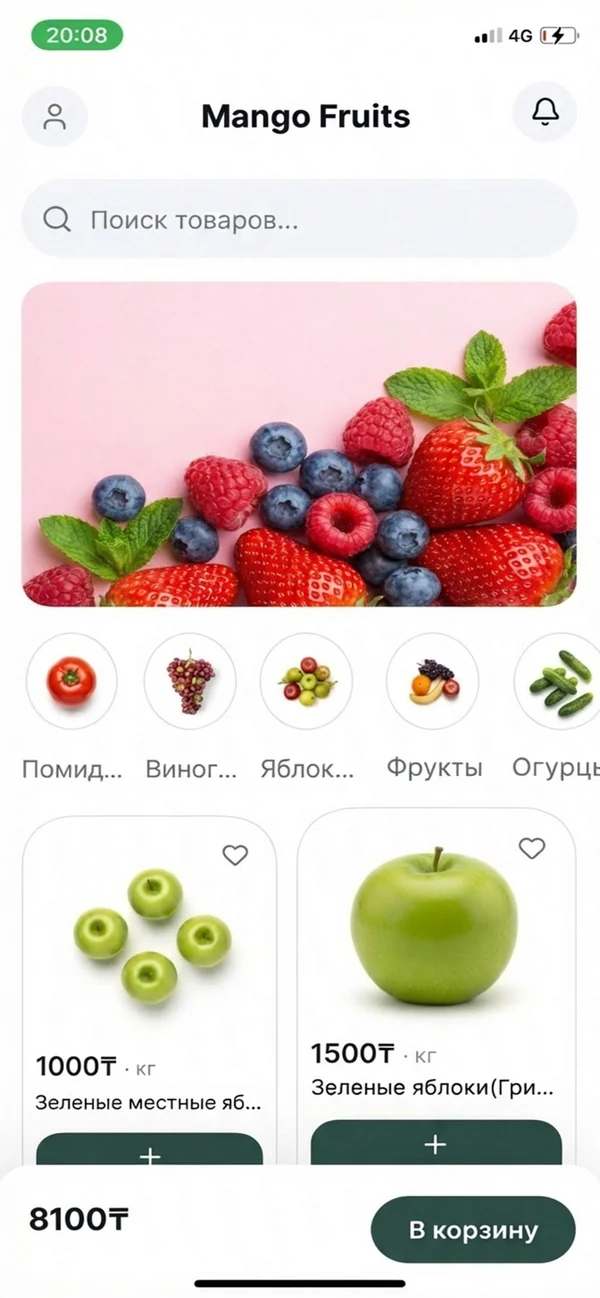 20:08
4G
Mango Fruits
Поиск товаров...
Помид...
Виног...
Яблок...
Фрукты
Огурцы
1000₸ · кг
Зеленые местные яб...
1500₸ · кг
Зеленые яблоки(Гри...
+
+
8100₸
В корзину